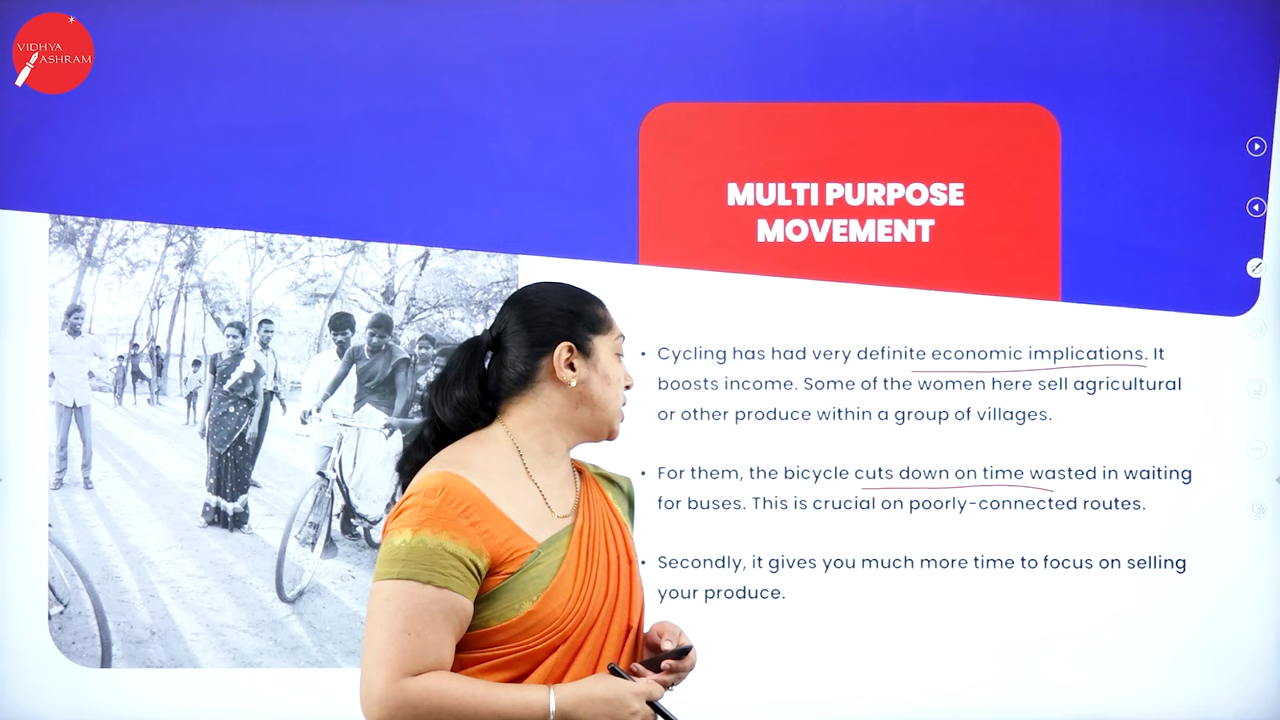 VIDHYA
ASHRAM
MULTI PURPOSE
MOVEMENT
• Cycling has had very definite economic implications. It
boosts income. Some of the women here sell agricultural
or other produce within a group of villages.
• For them, the bicycle cuts down on time wasted in waiting
for buses. This is crucial on poorly-connected routes.
• Secondly, it gives you much more time to focus on selling
your produce.